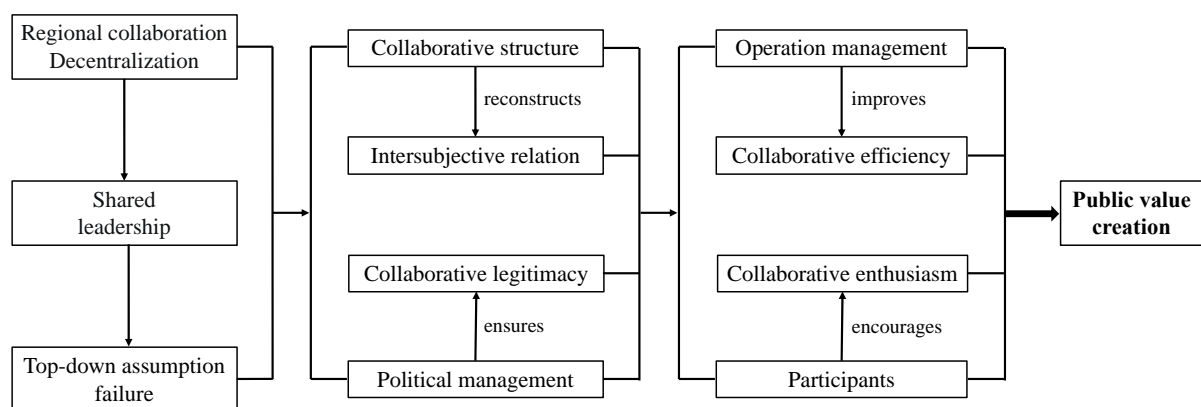 Regional collaboration
Decentralization
Shared
leadership
Top-down assumption
failure
Collaborative structure
reconstructs
Intersubjective relation
Collaborative legitimacy
ensures
Political management
Operation management
improves
Collaborative efficiency
Collaborative enthusiasm
encourages
Participants
Public value
creation